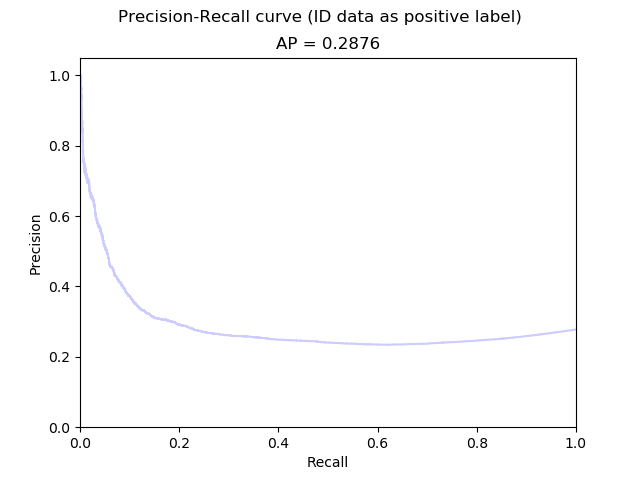 Precision-Recall curve (ID data as positive label)
AP = 0.2876
1.0
0.8
0.6
0.4
0.2
0.0
Precision
0.0 0.2 0.4 0.6 0.8 1.0
Recall